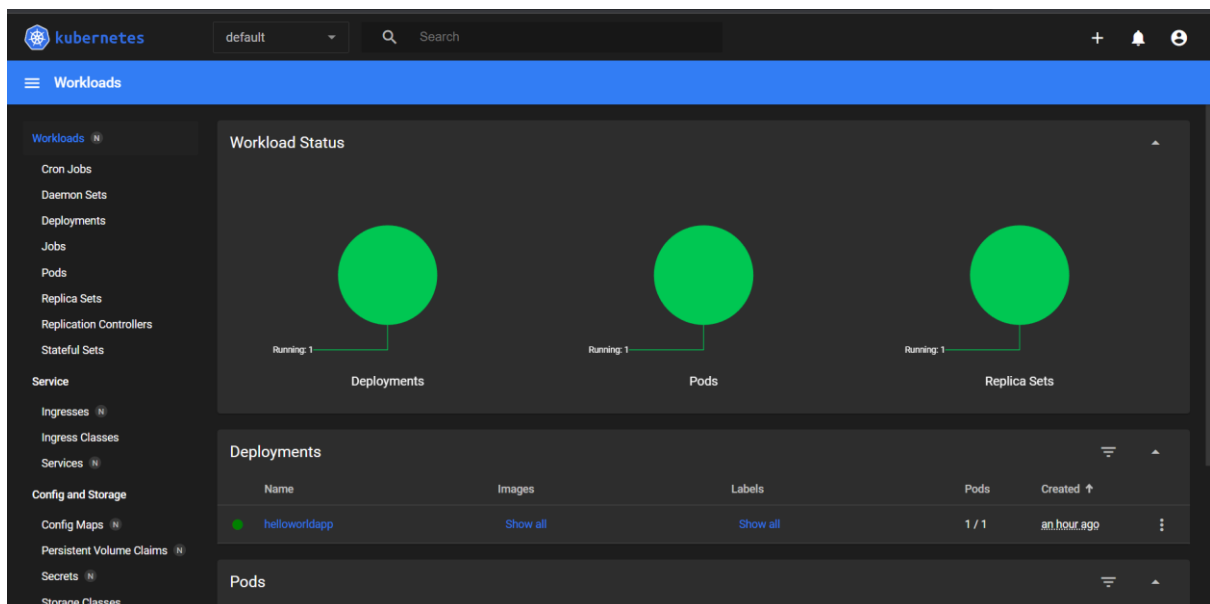 kubernetes
default
Search
Workloads
Workloads N
Cron Jobs
Daemon Sets
Deployments
Jobs
Pods
Replica Sets
Replication Controllers
Stateful Sets
Service
Ingresses N
Ingress Classes
Services N
Config and Storage
Config Maps N
Persistent Volume Claims N
Secrets N
Storage Classes
Workload Status
Running: 1
Deployments
Running: 1
Pods
Running: 1
Replica Sets
Deployments
Name Images Labels Pods Created ↑
helloworldapp Show all Show all 1 / 1 an hour ago
Pods